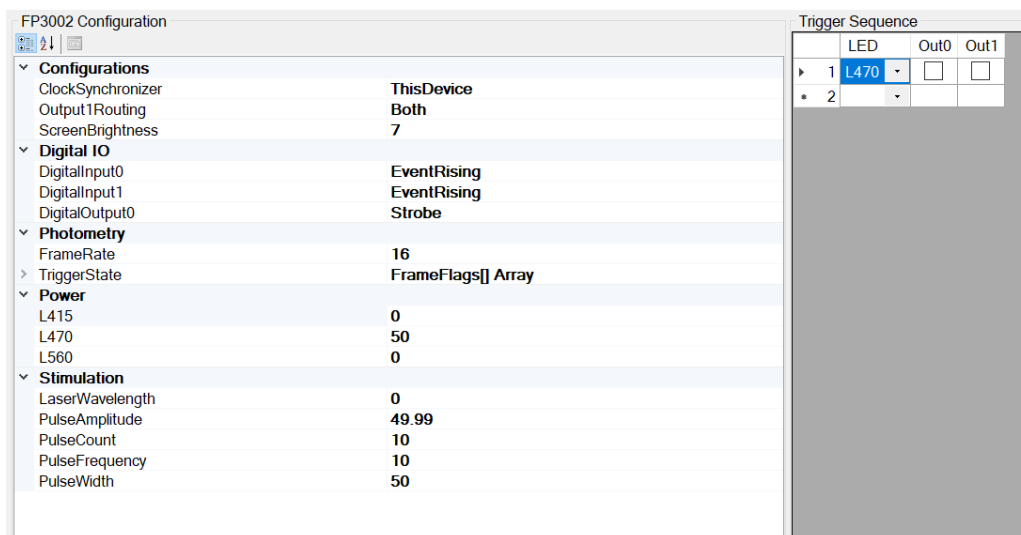 FP3002 Configuration
Configurations
ClockSynchronizer ThisDevice
Output1Routing Both
ScreenBrightness 7
Digital IO
DigitalInput0 EventRising
DigitalInput1 EventRising
DigitalOutput0 Strobe
Photometry
FrameRate 16
TriggerState FrameFlags[] Array
Power
L415 0
L470 50
L560 0
Stimulation
LaserWavelength 0
PulseAmplitude 49.99
PulseCount 10
PulseFrequency 10
PulseWidth 50
Trigger Sequence
LED Out0 Out1
1 L470
2